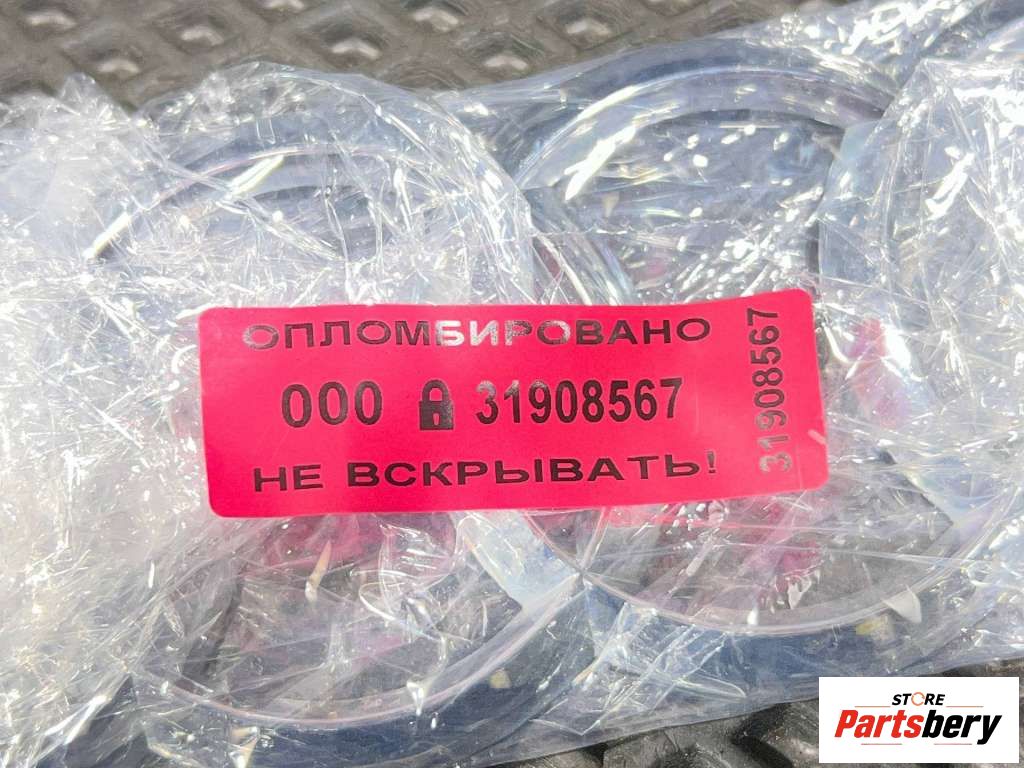 ОПЛОМБИРОВАНО
000 31908567
НЕ ВСКРЫВАТЬ!
31908567
STORE
Partsbery